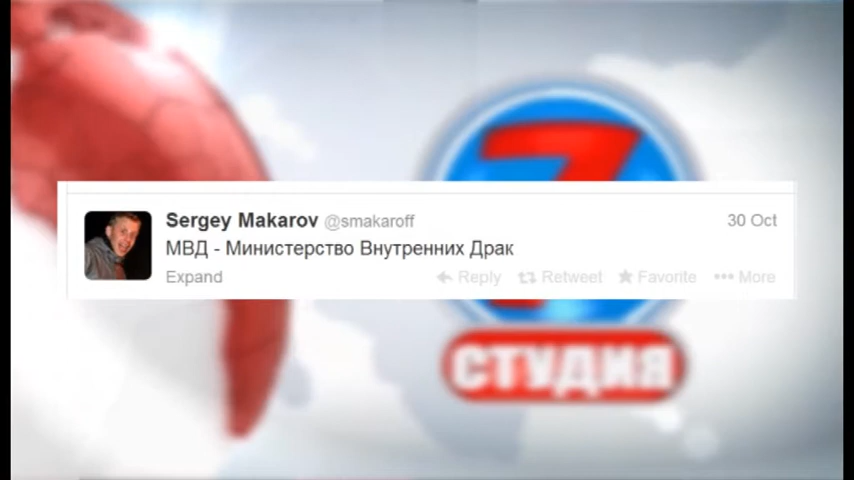 7
Sergey Makarov @smakaroff 30 Oct
МВД - Министерство Внутренних Драк
Expand Reply Retweet Favorite More
СТУДИЯ